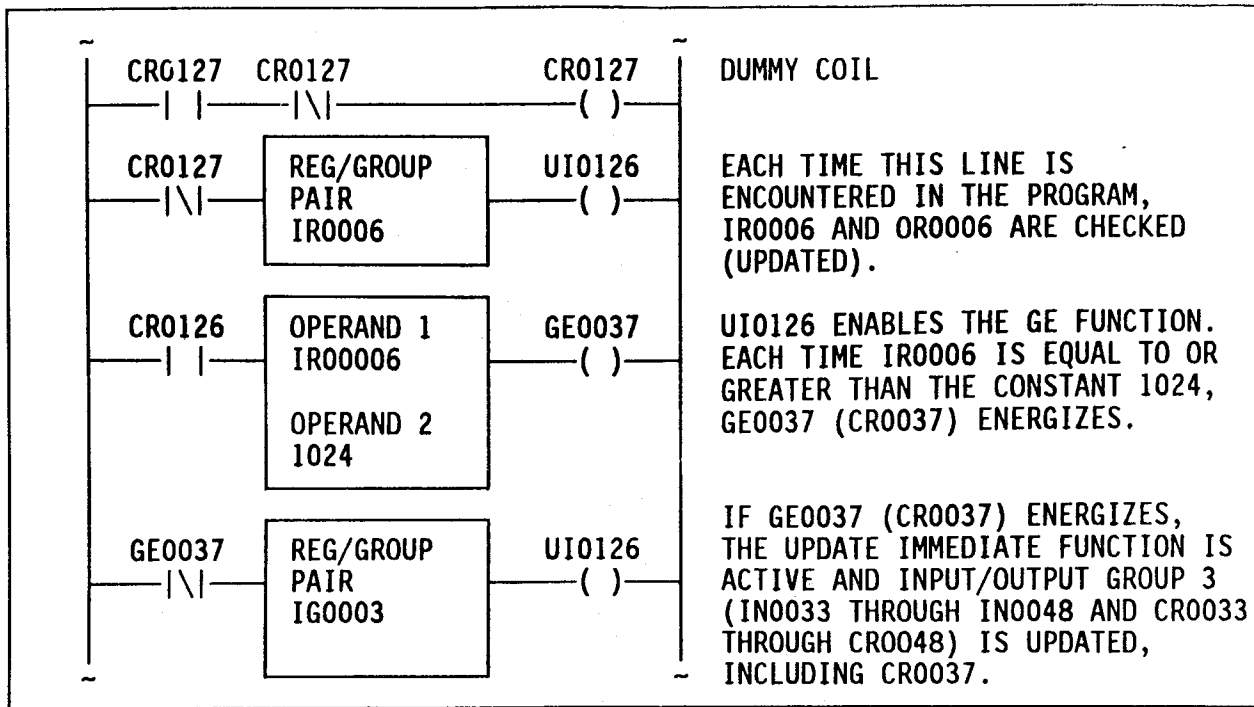 CR0127 CR0127 CR0127 DUMMY COIL
CR0127 REG/GROUP PAIR IR0006 UI0126
EACH TIME THIS LINE IS
ENCOUNTERED IN THE PROGRAM,
IR0006 AND OR0006 ARE CHECKED
(UPDATED).
CR0126 OPERAND 1 IR00006 OPERAND 2 1024 GE0037
UI0126 ENABLES THE GE FUNCTION.
EACH TIME IR0006 IS EQUAL TO OR
GREATER THAN THE CONSTANT 1024,
GE0037 (CR0037) ENERGIZES.
GE0037 REG/GROUP PAIR IG0003 UI0126
IF GE0037 (CR0037) ENERGIZES,
THE UPDATE IMMEDIATE FUNCTION IS
ACTIVE AND INPUT/OUTPUT GROUP 3
(IN0033 THROUGH IN0048 AND CR0033
THROUGH CR0048) IS UPDATED,
INCLUDING CR0037.